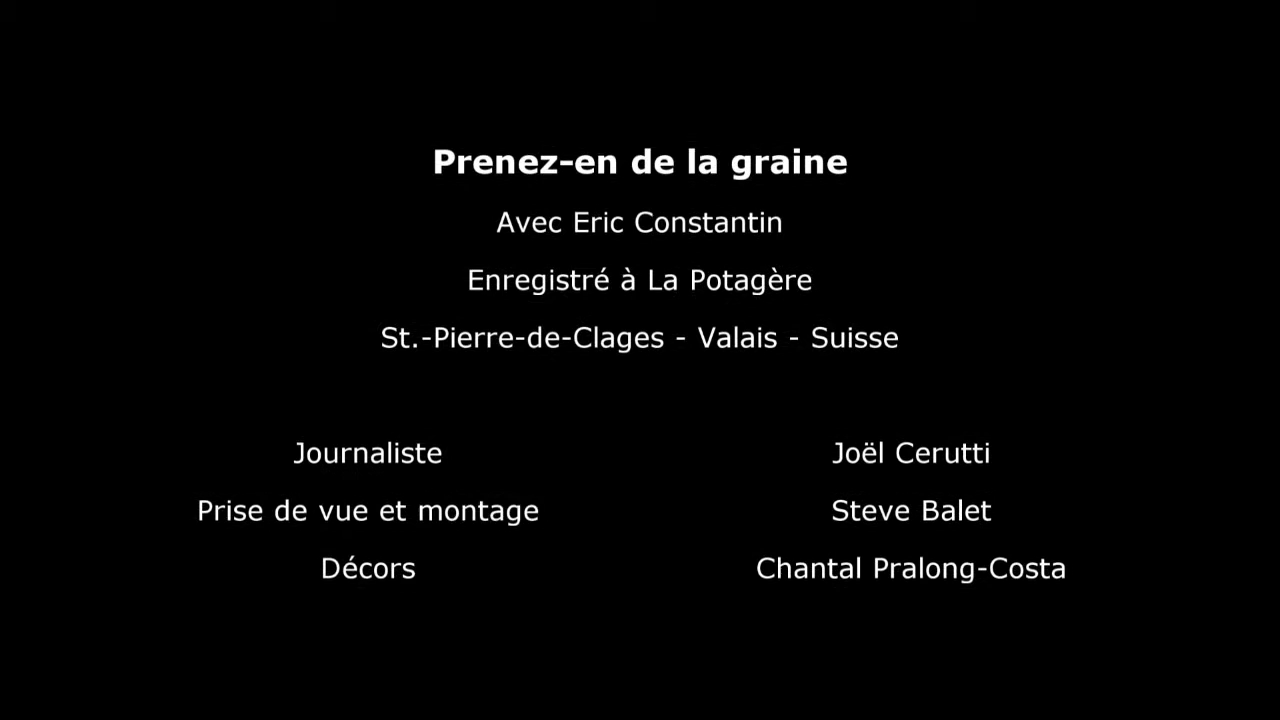 Prenez-en de la graine
Avec Eric Constantin
Enregistré à La Potagère
St.-Pierre-de-Clages - Valais - Suisse
Journaliste Joël Cerutti
Prise de vue et montage Steve Balet
Décors Chantal Pralong-Costa